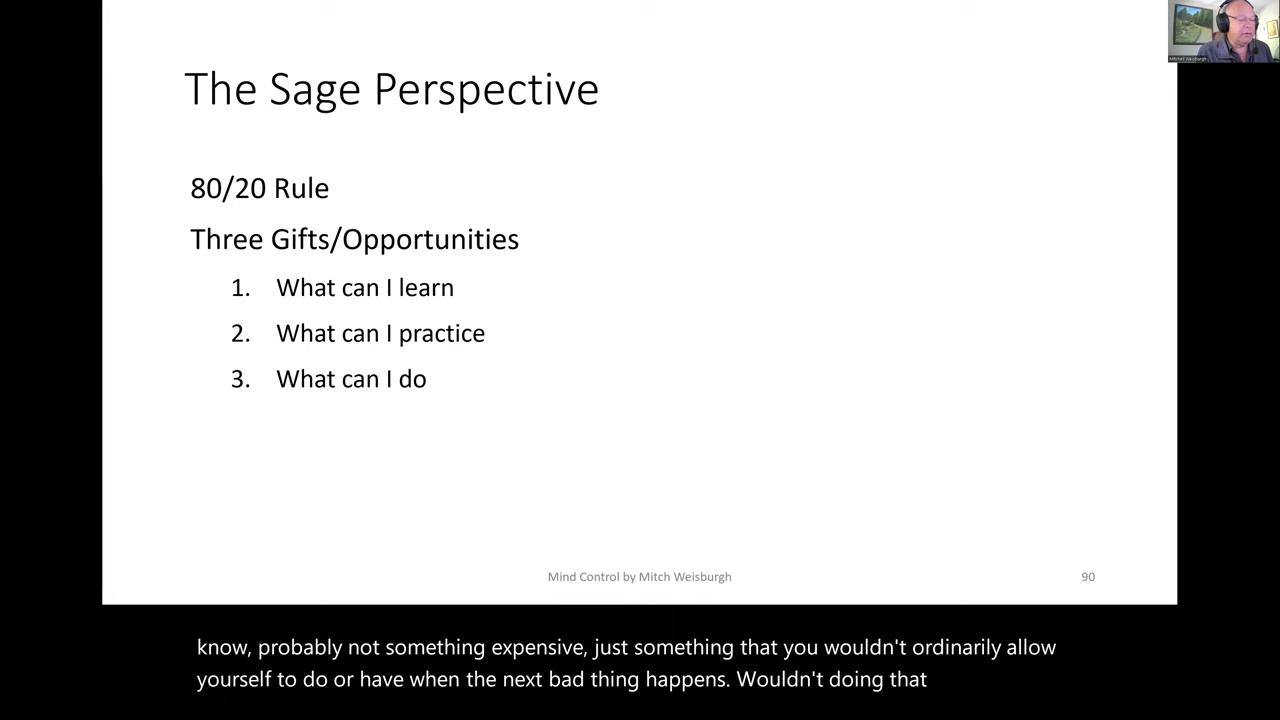 The Sage Perspective
80/20 Rule
Three Gifts/Opportunities
1. What can I learn
2. What can I practice
3. What can I do
Mind Control by Mitch Weisburgh
90
Mitchell Weisburgh
know, probably not something expensive, just something that you wouldn't ordinarily allow
yourself to do or have when the next bad thing happens. Wouldn't doing that